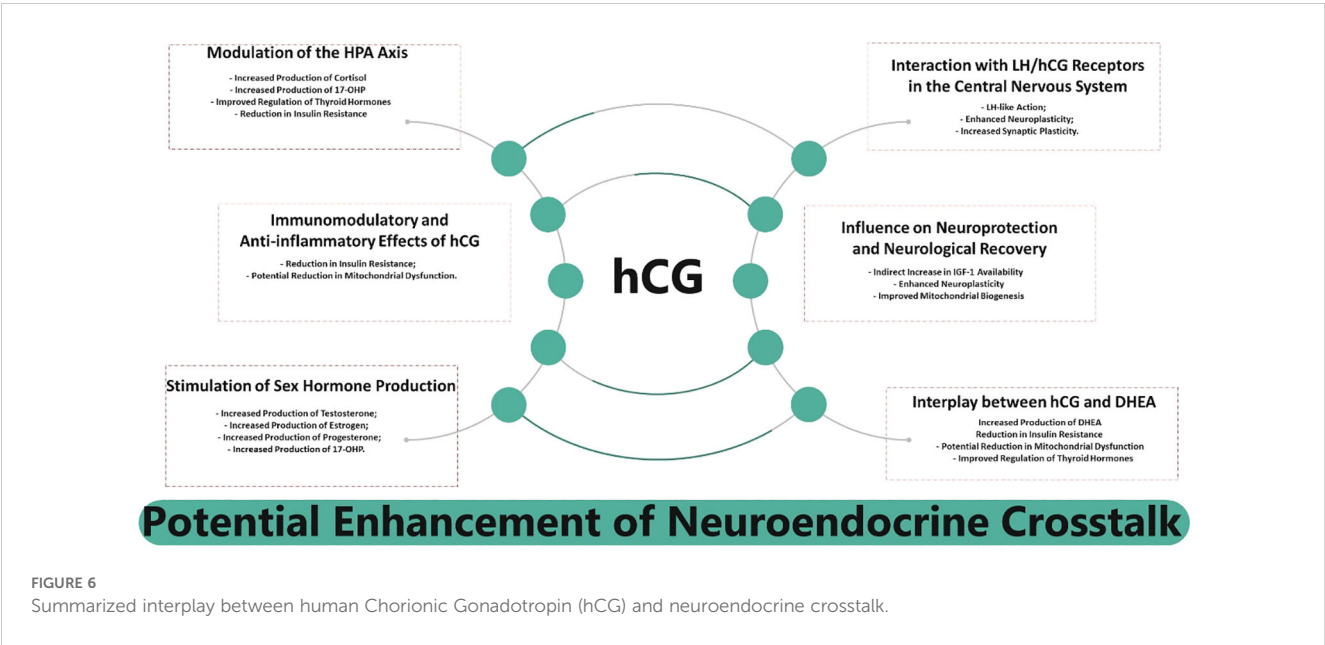 Modulation of the HPA Axis
- Increased Production of Cortisol
- Increased Production of 17-OHP
- Improved Regulation of Thyroid Hormones
- Reduction in Insulin Resistance
Interaction with LH/hCG Receptors
in the Central Nervous System
- LH-like Action;
- Enhanced Neuroplasticity;
- Increased Synaptic Plasticity.
Immunomodulatory and
Anti-inflammatory Effects of hCG
- Reduction in Insulin Resistance;
- Potential Reduction in Mitochondrial Dysfunction.
hCG
Influence on Neuroprotection
and Neurological Recovery
- Indirect Increase in IGF-1 Availability
- Enhanced Neuroplasticity
- Improved Mitochondrial Biogenesis
Stimulation of Sex Hormone Production
- Increased Production of Testosterone;
- Increased Production of Estrogen;
- Increased Production of Progesterone;
- Increased Production of 17-OHP.
Interplay between hCG and DHEA
Increased Production of DHEA
Reduction in Insulin Resistance
- Potential Reduction in Mitochondrial Dysfunction
- Improved Regulation of Thyroid Hormones
Potential Enhancement of Neuroendocrine Crosstalk
FIGURE 6
Summarized interplay between human Chorionic Gonadotropin (hCG) and neuroendocrine crosstalk.